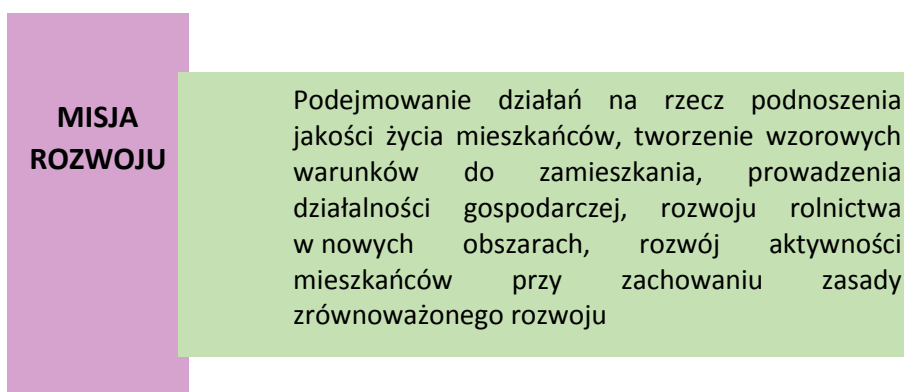 MISJA
ROZWOJU
Podejmowanie działań na rzecz podnoszenia
jakości życia mieszkańców, tworzenie wzorowych
warunków do zamieszkania, prowadzenia
działalności gospodarczej, rozwoju rolnictwa
w nowych obszarach, rozwój aktywności
mieszkańców przy zachowaniu zasady
zrównoważonego rozwoju